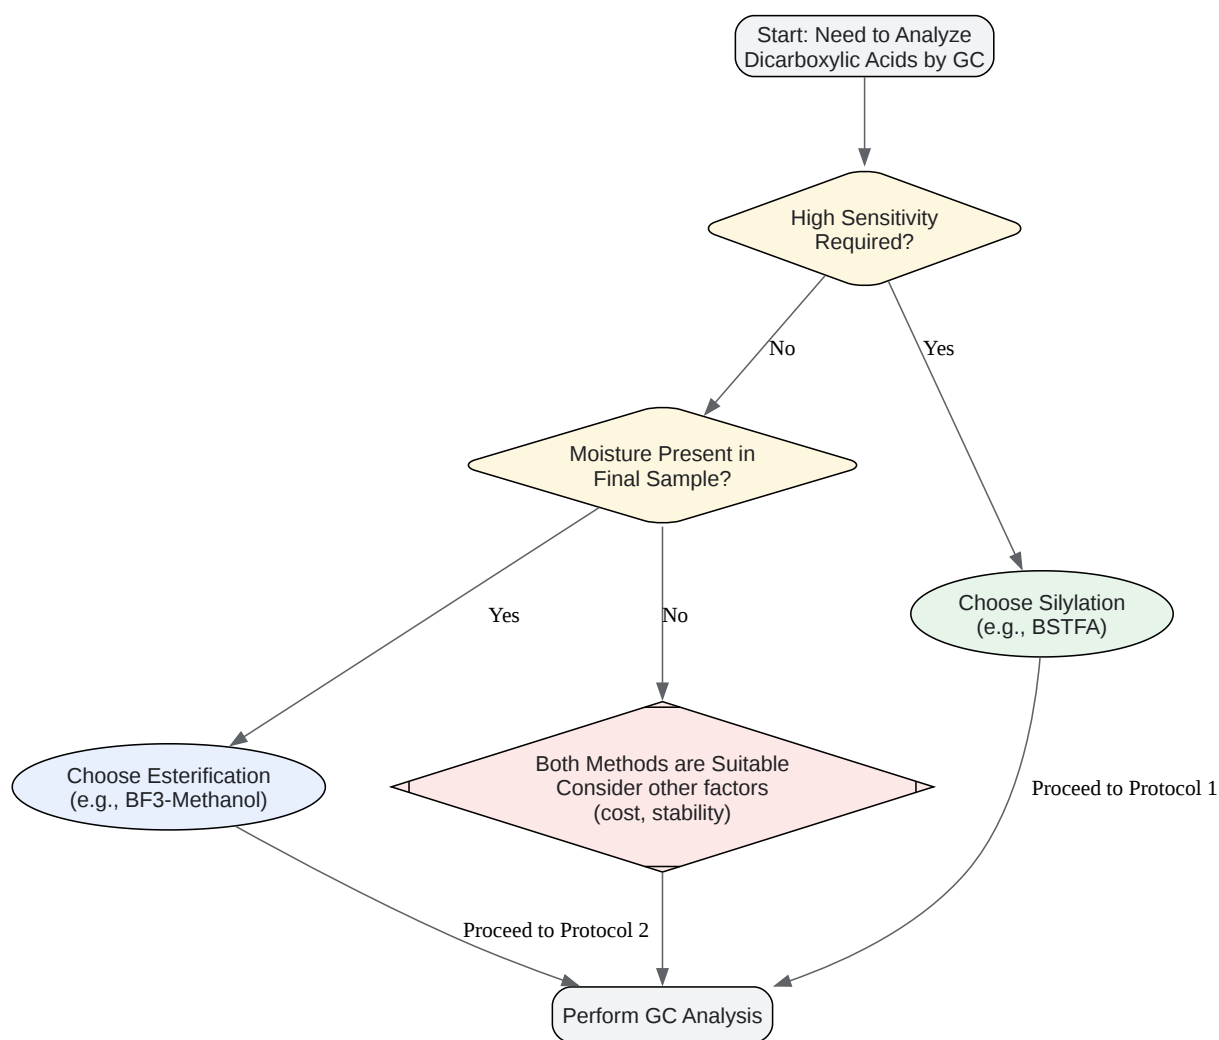 Start: Need to Analyze
Dicarboxylic Acids by GC
High Sensitivity
Required?
No
Yes
Moisture Present in
Final Sample?
Yes
No
Choose Silylation
(e.g., BSTFA)
Choose Esterification
(e.g., BF3-Methanol)
Both Methods are Suitable
Consider other factors
(cost, stability)
Proceed to Protocol 1
Proceed to Protocol 2
Perform GC Analysis